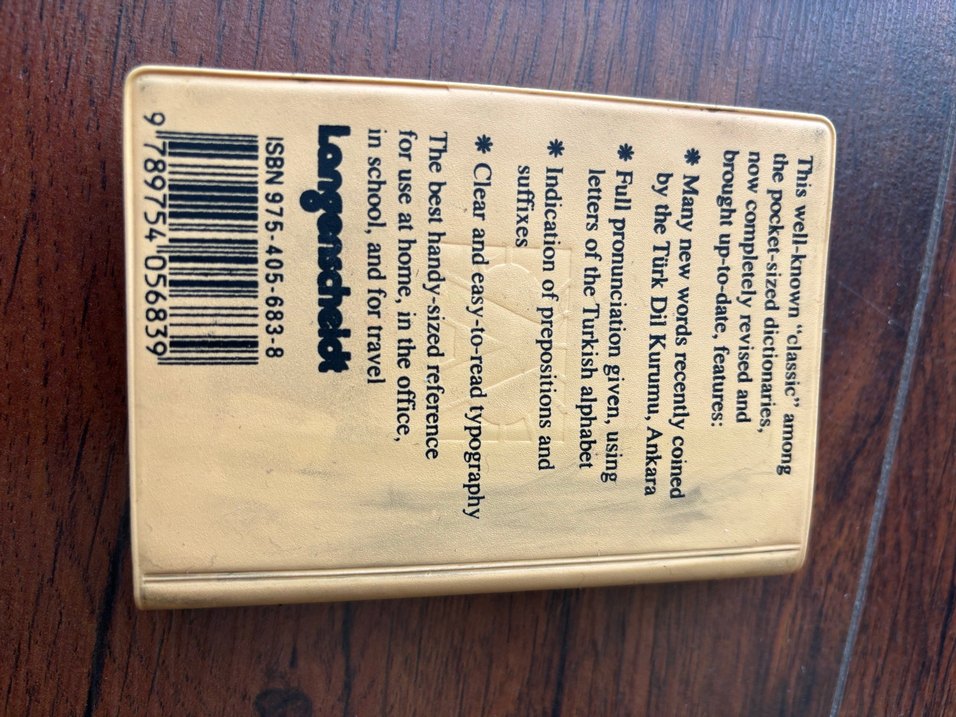 This well-known "classic" among
the pocket-sized dictionaries,
now completely revised and
brought up-to-date, features:
✱ Many new words recently coined
by the Türk Dil Kurumu, Ankara
✱ Full pronunciation given, using
letters of the Turkish alphabet
✱ Indication of prepositions and
suffixes
✱ Clear and easy-to-read typography
The best handy-sized reference
for use at home, in the office,
in school, and for travel
Langenscheidt
ISBN 975-405-683-8
9 789754 056839